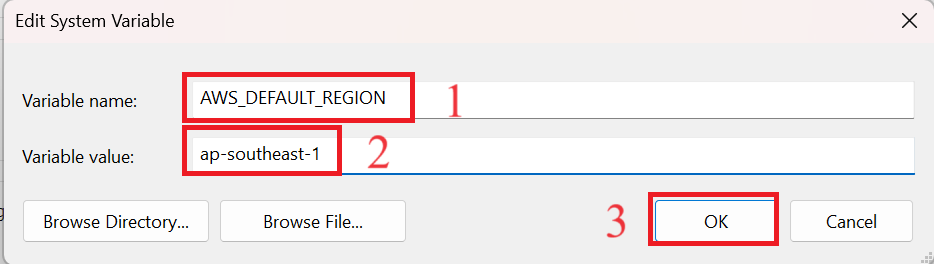 Edit System Variable
Variable name: AWS_DEFAULT_REGION 1
Variable value: ap-southeast-1 2
Browse Directory... Browse File... 3 OK Cancel